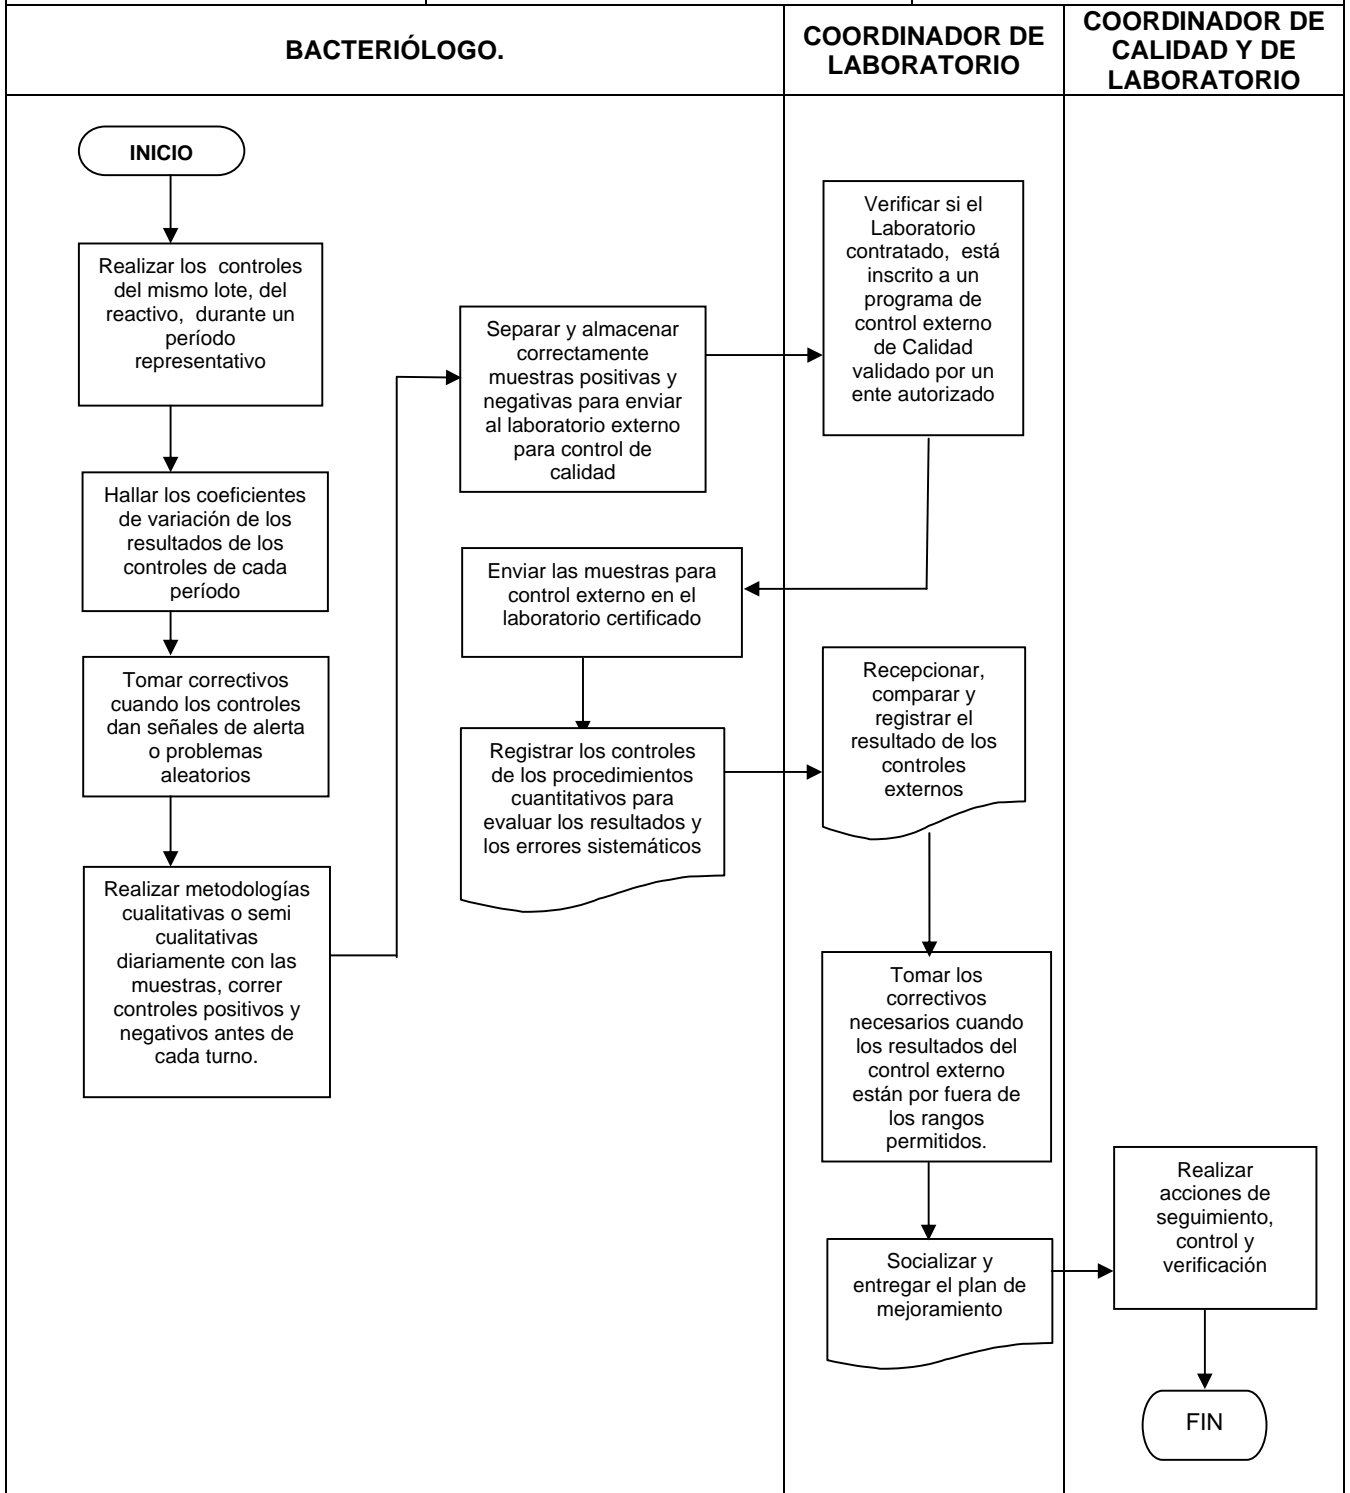 BACTERIÓLOGO.
COORDINADOR DE
LABORATORIO
COORDINADOR DE
CALIDAD Y DE
LABORATORIO
INICIO
Realizar los controles
del mismo lote, del
reactivo, durante un
período
representativo
Hallar los coeficientes
de variación de los
resultados de los
controles de cada
período
Tomar correctivos
cuando los controles
dan señales de alerta
o problemas
aleatorios
Realizar metodologías
cualitativas o semi
cualitativas
diariamente con las
muestras, correr
controles positivos y
negativos antes de
cada turno.
Separar y almacenar
correctamente
muestras positivas y
negativas para enviar
al laboratorio externo
para control de
calidad
Verificar si el
Laboratorio
contratado, está
inscrito a un
programa de
control externo
de Calidad
validado por un
ente autorizado
Enviar las muestras para
control externo en el
laboratorio certificado
Registrar los controles
de los procedimientos
cuantitativos para
evaluar los resultados y
los errores sistemáticos
Recepcionar,
comparar y
registrar el
resultado de los
controles
externos
Tomar los
correctivos
necesarios cuando
los resultados del
control externo
están por fuera de
los rangos
permitidos.
Socializar y
entregar el plan de
mejoramiento
Realizar
acciones de
seguimiento,
control y
verificación
FIN